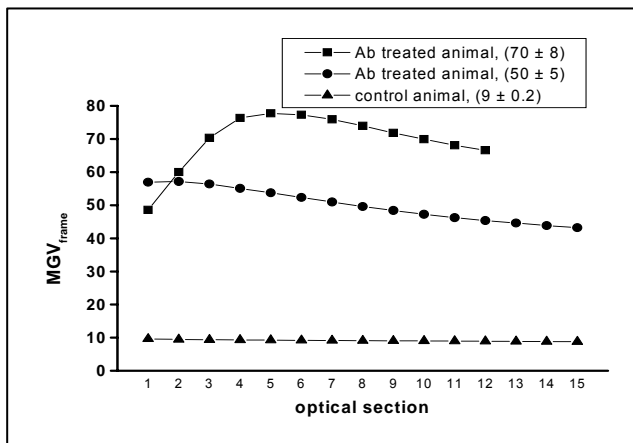 Ab treated animal, (70 ± 8)
Ab treated animal, (50 ± 5)
control animal, (9 ± 0.2)
80
70
60
50
40
30
20
10
0
MGVframe
1 2 3 4 5 6 7 8 9 10 11 12 13 14 15
optical section